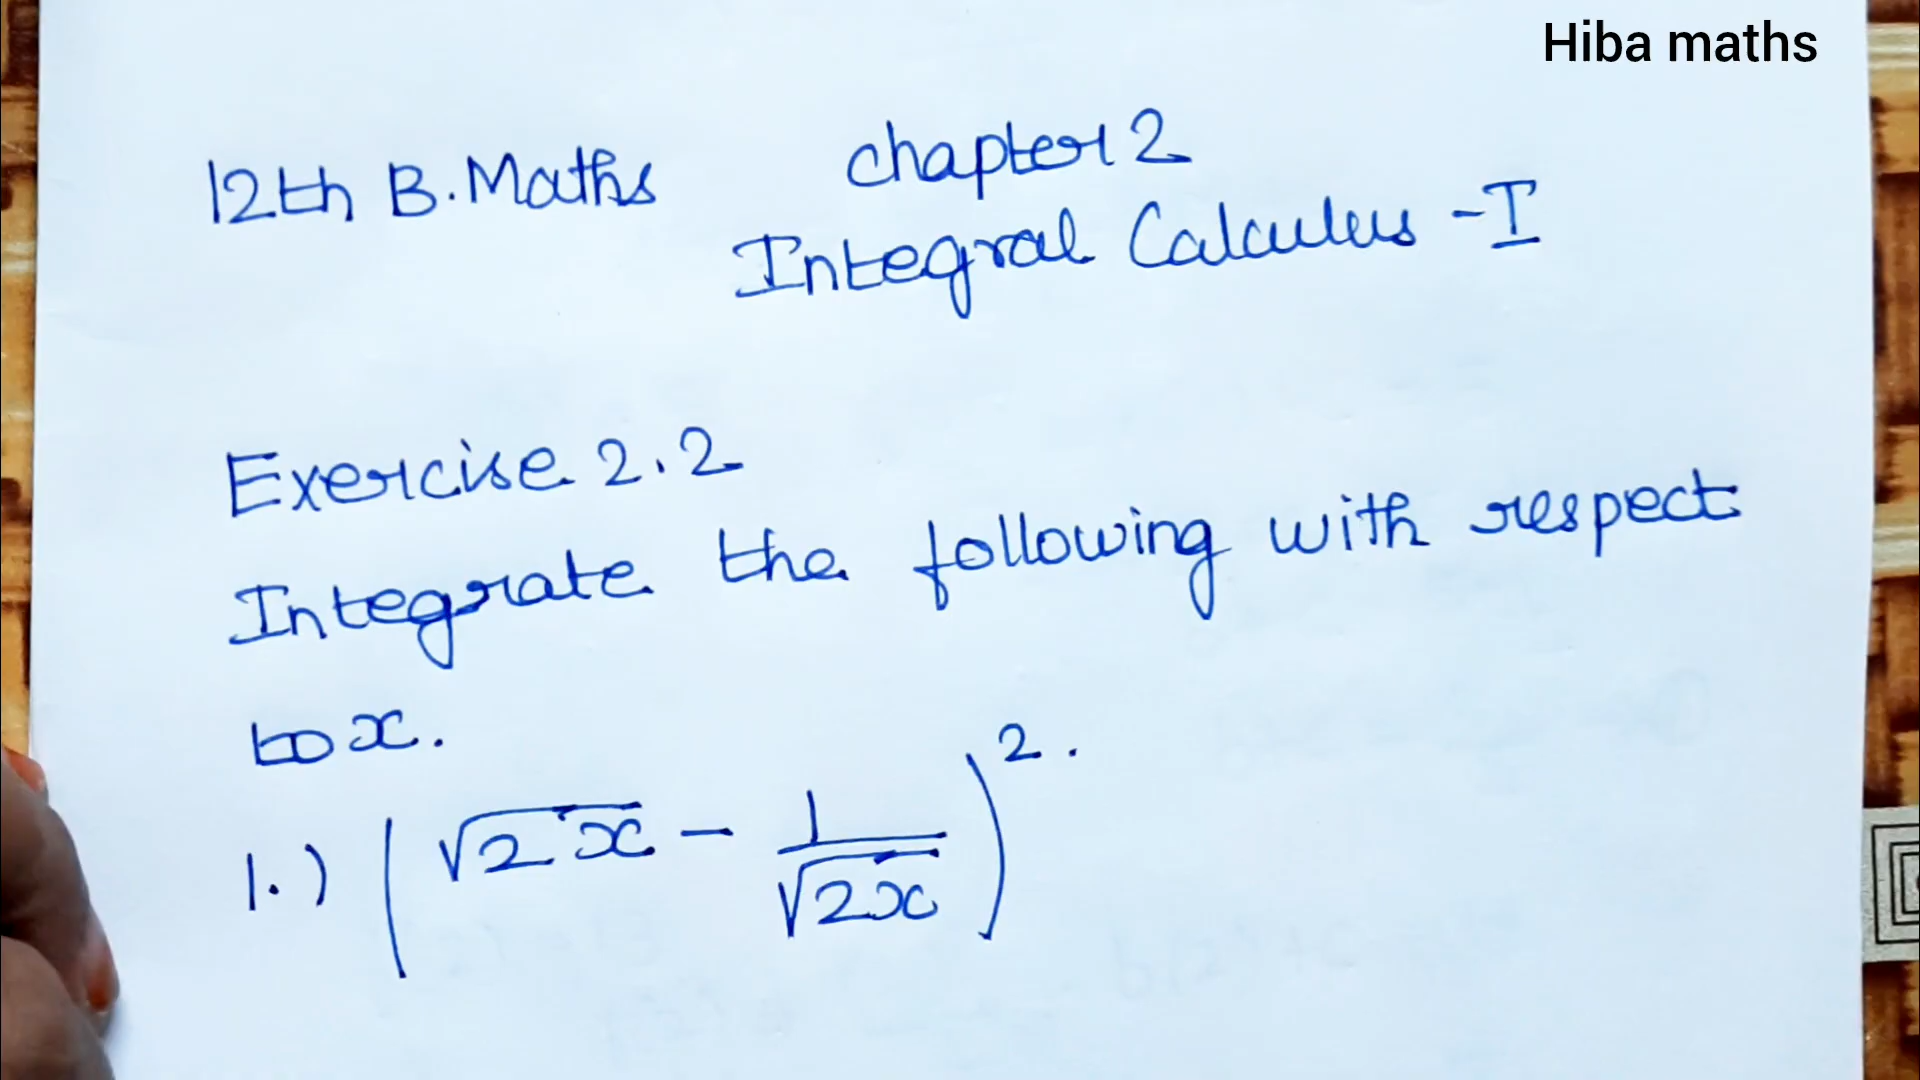 Hiba maths
12th B. Maths
chapter 2
Integral Calculus - I
Exercise 2.2
Integrate the following with respect
to x.
1.) (√2x - 1/√2x)².